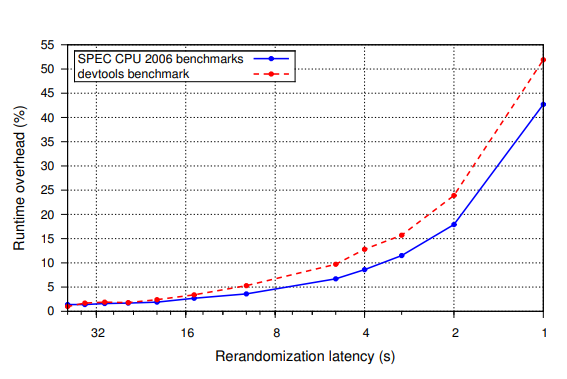 55
50
45
40
35
30
25
20
15
10
5
0
SPEC CPU 2006 benchmarks
devtools benchmark
Runtime overhead (%)
32 16 8 4 2 1
Rerandomization latency (s)